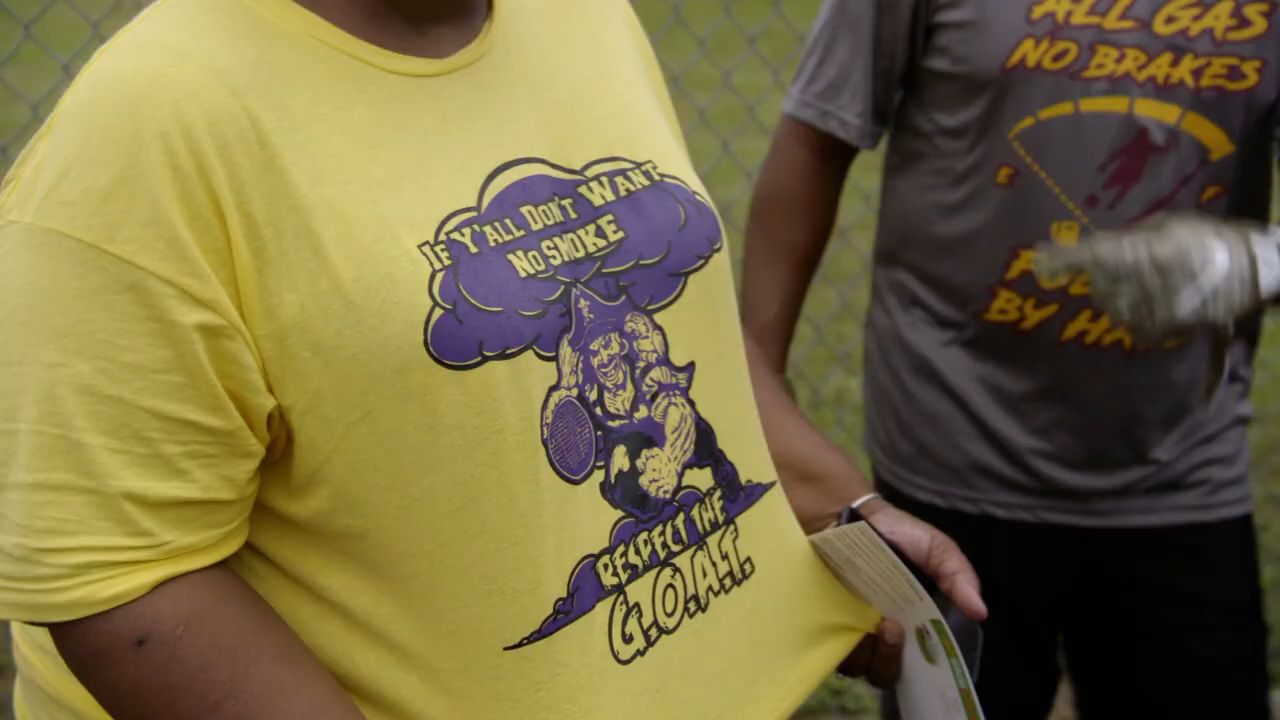 IF Y'ALL DON'T WANT
NO SMOKE
RESPECT THE
G.O.A.T.
ALL GAS
NO BRAKES
E F
BY